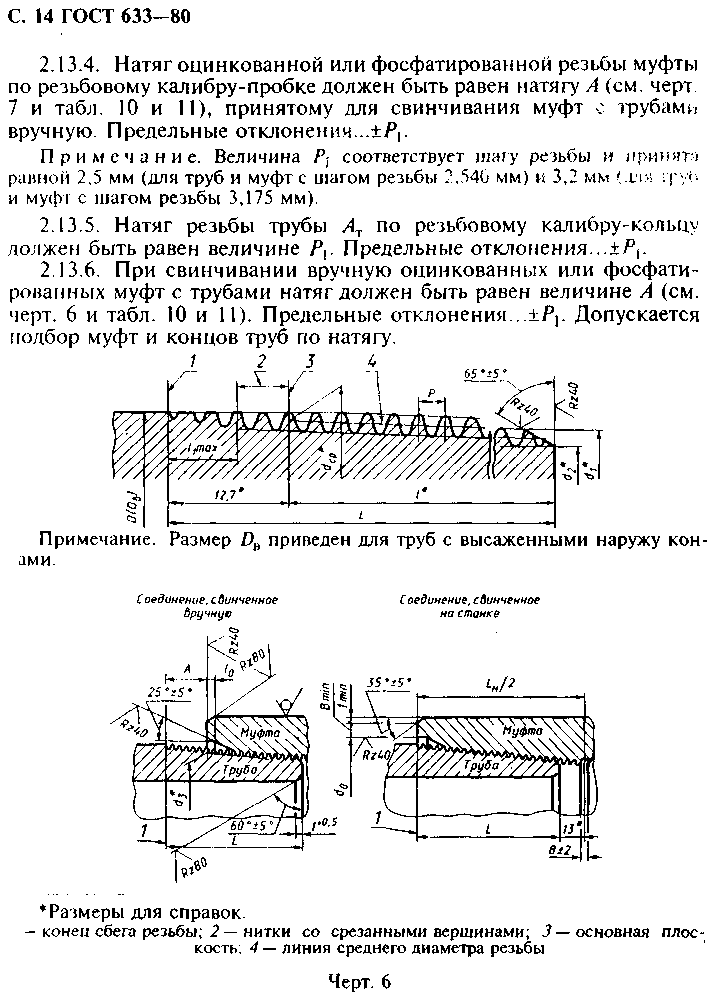 С. 14 ГОСТ 633—80
2.13.4. Натяг оцинкованной или фосфатированной резьбы муфты
по резьбовому калибру-пробке должен быть равен натягу А (см. черт.
7 и табл. 10 и 11), принятому для свинчивания муфт с трубами
вручную. Предельные отклонения...±P₁.
Примечание. Величина P₁ соответствует шагу резьбы и принята
равной 2,5 мм (для труб и муфт с шагом резьбы 2,540 мм) и 3,2 мм (для труб
и муфт с шагом резьбы 3,175 мм).
2.13.5. Натяг резьбы трубы Aт по резьбовому калибру-кольцу
должен быть равен величине P₁. Предельные отклонения...±P₁.
2.13.6. При свинчивании вручную оцинкованных или фосфати-
рованных муфт с трубами натяг должен быть равен величине А (см.
черт. 6 и табл. 10 и 11). Предельные отклонения...±P₁. Допускается
подбор муфт и концов труб по натягу.
1 2 3 4
65°±5°
P
Rz40
Rz40
l₁max
dср
d₂*
d₁*
D(Dв)
12,7*
l*
L
Примечание. Размер Dв приведен для труб с высаженными наружу кон-
цами.
Соединение, свинченное
вручную
Соединение, свинченное
на станке
Rz40
Rz80
A
l₀
25°±5°
Rz40
Муфта
Труба
d₃*
1
60°±5°
L
1⁺⁰,⁵
Rz80
35°±5°
B min
1 min
Lм/2
Муфта
Rz40
Труба
d₀
1
L
13*
8±2
*Размеры для справок.
– конец сбега резьбы; 2 — нитки со срезанными вершинами; 3 — основная плос-
кость; 4 — линия среднего диаметра резьбы
Черт. 6